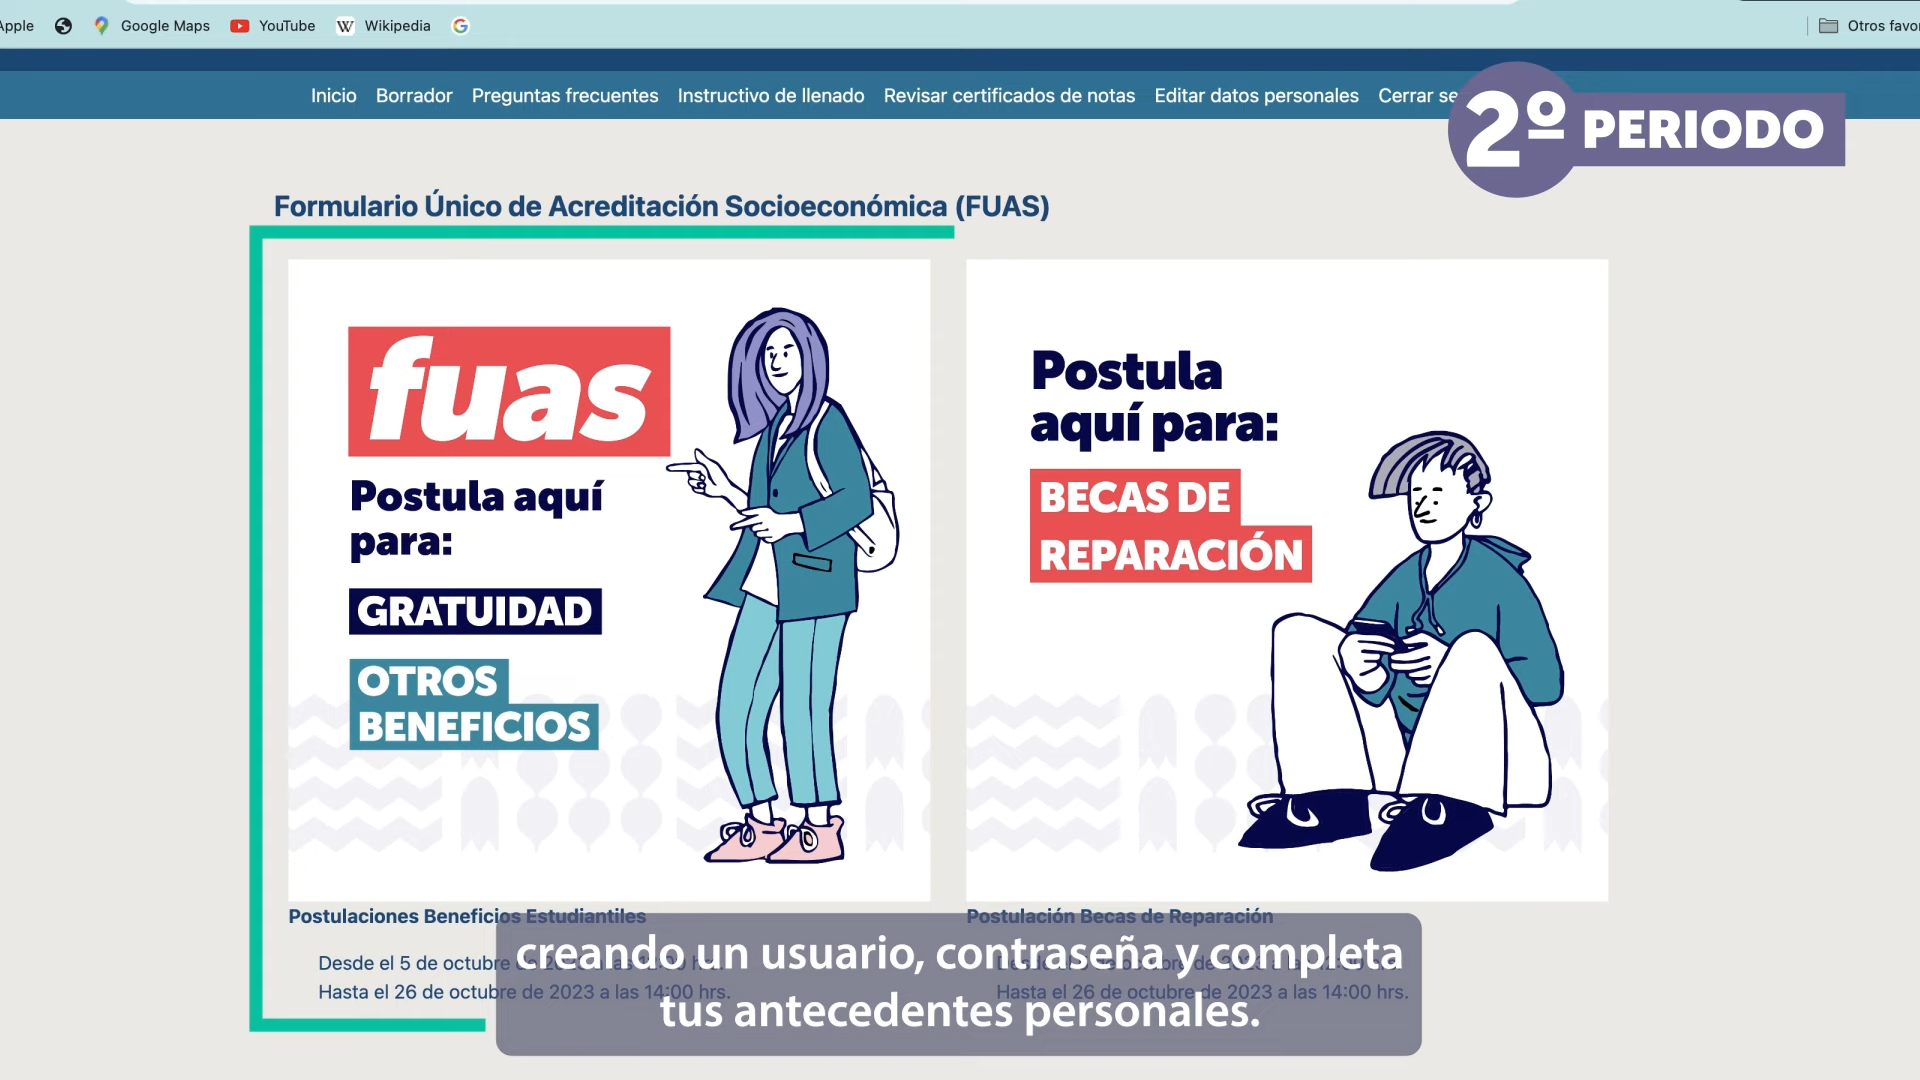 Apple
Google Maps
YouTube
W Wikipedia
G
Otros favor
Inicio Borrador Preguntas frecuentes Instructivo de llenado Revisar certificados de notas Editar datos personales Cerrar se
2º PERIODO
Formulario Único de Acreditación Socioeconómica (FUAS)
fuas
Postula aquí
para:
GRATUIDAD
OTROS
BENEFICIOS
Postula
aquí para:
BECAS DE
REPARACIÓN
Postulaciones Beneficios Estudiantiles
Desde el 5 de octubre de 2023 a las
Hasta el 26 de octubre de 2023 a las 14:00 hrs.
Postulación Becas de Reparación
Hasta el 26 de octubre de 2023 a las 14:00 hrs.
creando un usuario, contraseña y completa
tus antecedentes personales.